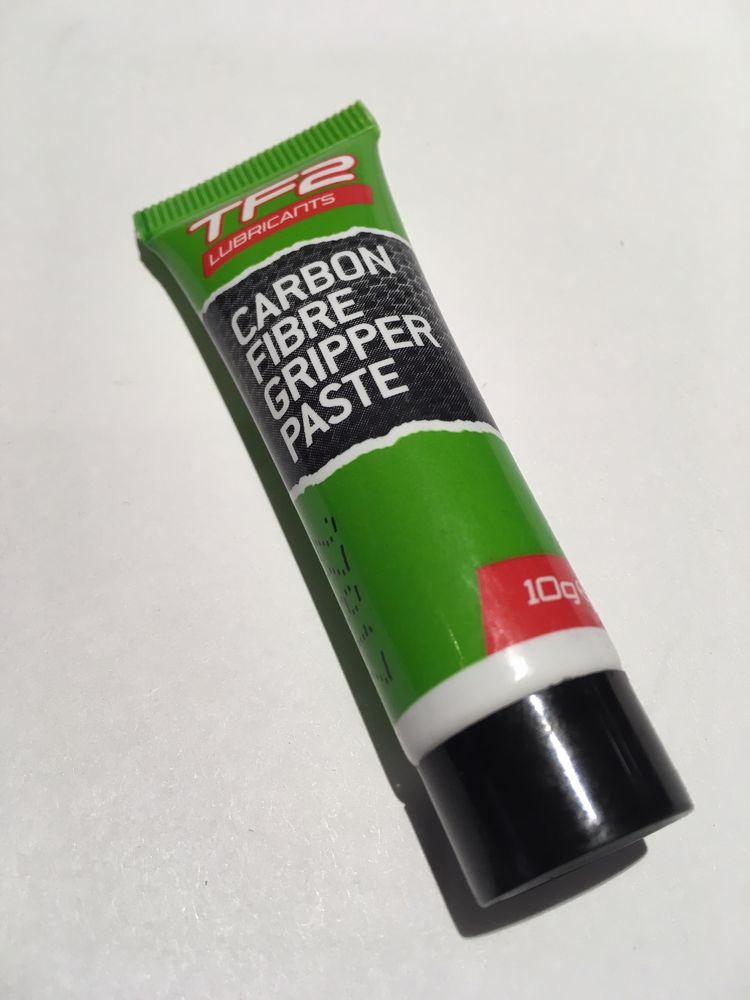 TF2
LUBRICANTS
CARBON
FIBRE
GRIPPER
PASTE
10g